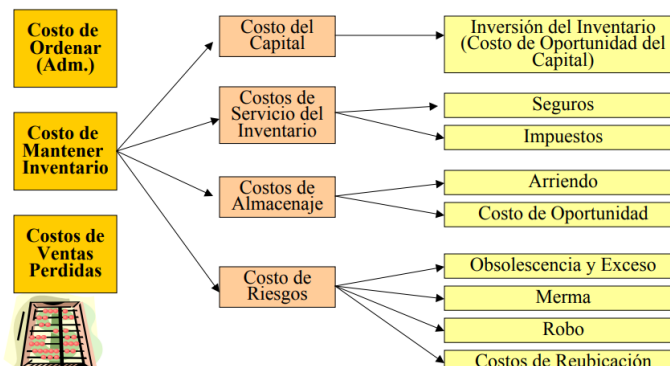 Costo de
Ordenar
(Adm.)
Costo de
Mantener
Inventario
Costos de
Ventas
Perdidas
Costo del
Capital
Costos de
Servicio del
Inventario
Costos de
Almacenaje
Costo de
Riesgos
Inversión del Inventario
(Costo de Oportunidad del
Capital)
Seguros
Impuestos
Arriendo
Costo de Oportunidad
Obsolescencia y Exceso
Merma
Robo
Costos de Reubicación